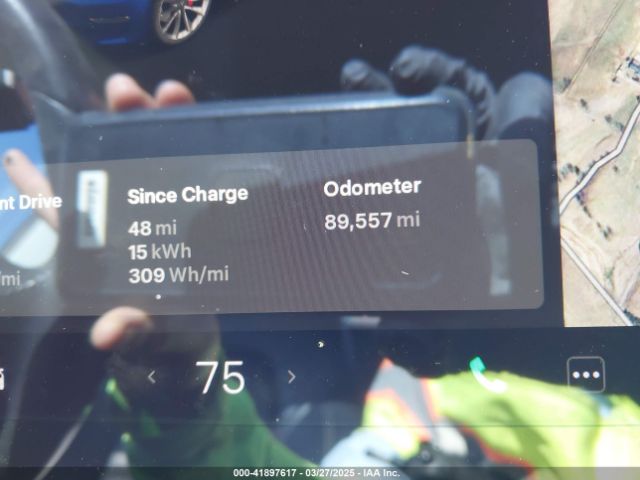 nt Drive
Since Charge
Odometer
48 mi
89,557 mi
15 kWh
/mi
309 Wh/mi
75
000-41897617 - 03/27/2025 - IAA Inc.